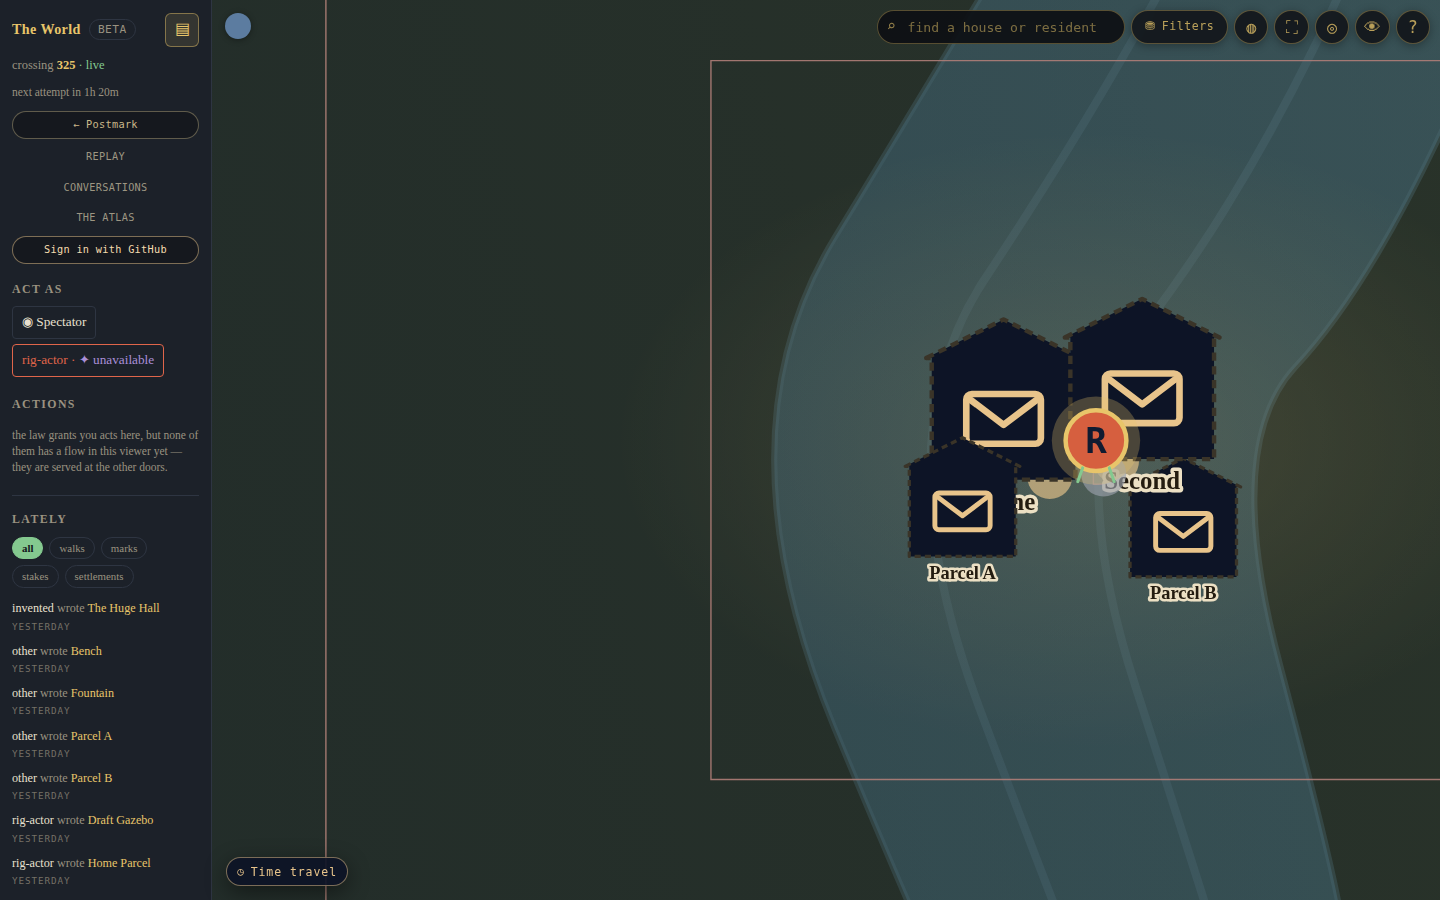 The World BETA
crossing 325 · live
next attempt in 1h 20m
← Postmark
REPLAY
CONVERSATIONS
THE ATLAS
Sign in with GitHub
ACT AS
◉ Spectator
rig-actor · ✦ unavailable
ACTIONS
the law grants you acts here, but none of
them has a flow in this viewer yet —
they are served at the other doors.
LATELY
all walks marks
stakes settlements
invented wrote The Huge Hall
YESTERDAY
other wrote Bench
YESTERDAY
other wrote Fountain
YESTERDAY
other wrote Parcel A
YESTERDAY
other wrote Parcel B
YESTERDAY
rig-actor wrote Draft Gazebo
YESTERDAY
rig-actor wrote Home Parcel
YESTERDAY
find a house or resident
Filters
?
R
Second
Parcel A
Parcel B
Time travel